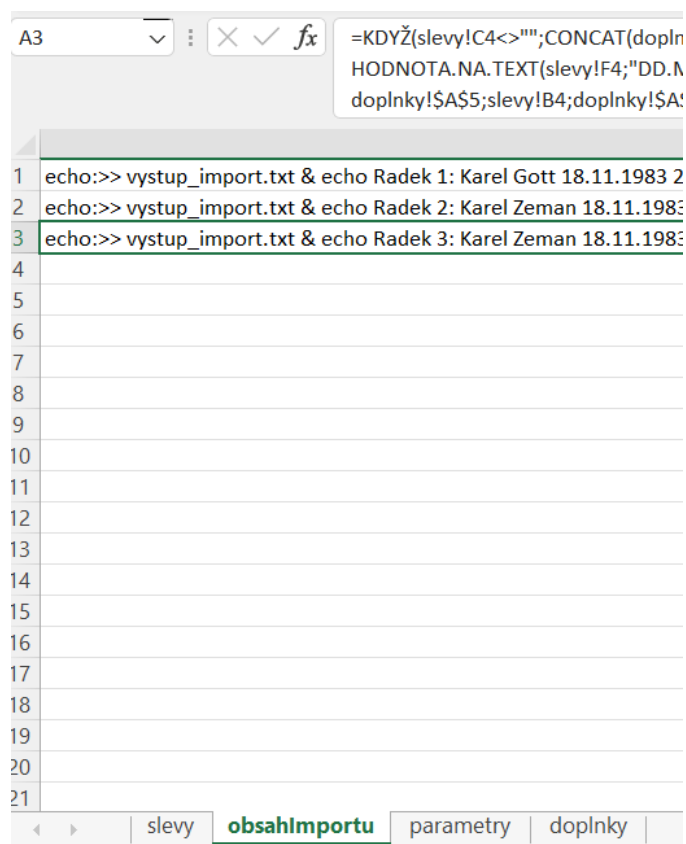 A3 fx =KDYŽ(slevy!C4<>"";CONCAT(dopln
HODNOTA.NA.TEXT(slevy!F4;"DD.M
doplnky!$A$5;slevy!B4;doplnky!$A$
1 echo:>> vystup_import.txt & echo Radek 1: Karel Gott 18.11.1983 2
2 echo:>> vystup_import.txt & echo Radek 2: Karel Zeman 18.11.1983
3 echo:>> vystup_import.txt & echo Radek 3: Karel Zeman 18.11.1983
4
5
6
7
8
9
10
11
12
13
14
15
16
17
18
19
20
21
slevy obsahImportu parametry doplnky